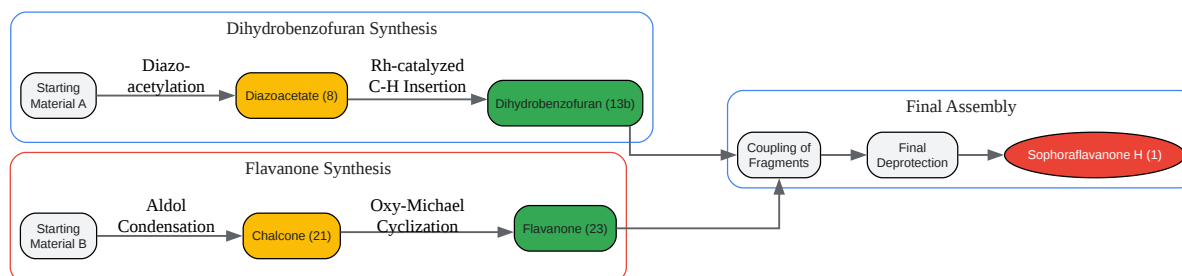 Dihydrobenzofuran Synthesis
Starting
Material A
Diazo-
acetylation
Diazoacetate (8)
Rh-catalyzed
C-H Insertion
Dihydrobenzofuran (13b)
Flavanone Synthesis
Starting
Material B
Aldol
Condensation
Chalcone (21)
Oxy-Michael
Cyclization
Flavanone (23)
Final Assembly
Coupling of
Fragments
Final
Deprotection
Sophoraflavanone H (1)